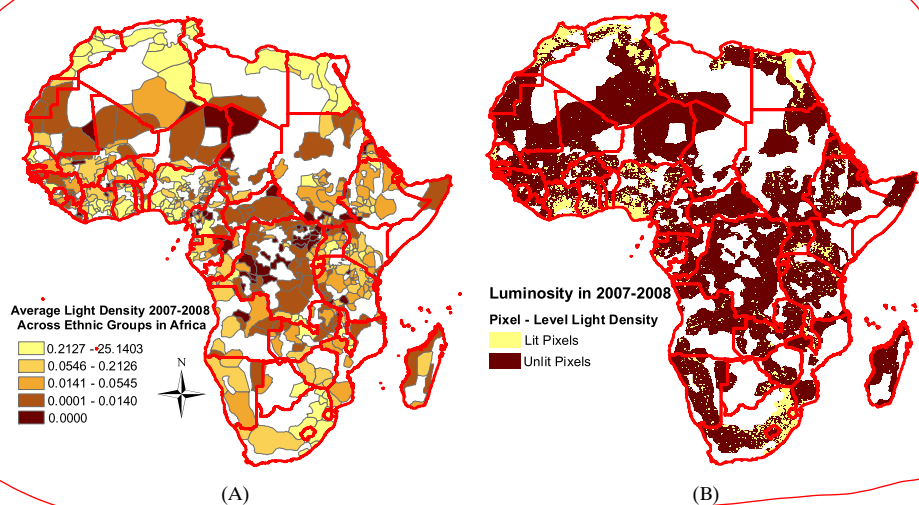 Average Light Density 2007-2008
Across Ethnic Groups in Africa
0.2127 - 25.1403
0.0546 - 0.2126
0.0141 - 0.0545
0.0001 - 0.0140
0.0000
N
(A)
Luminosity in 2007-2008
Pixel - Level Light Density
Lit Pixels
Unlit Pixels
(B)